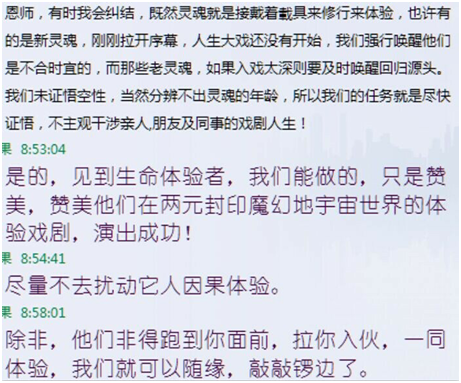 恩师，有时我会纠结，既然灵魂就是接戴着載具来修行来体验，也许有
的是新灵魂，刚刚拉开序幕，人生大戏还没有开始，我们强行唤醒他们
是不合时宜的，而那些老灵魂，如果入戏太深则要及时唤醒回归源头。
我们未证悟空性，当然分辨不出灵魂的年龄，所以我们的任务就是尽快
证悟，不主观干涉亲人,朋友及同事的戏剧人生！
果 8:53:04
是的，见到生命体验者，我们能做的，只是赞
美，赞美他们在两元封印魔幻地宇宙世界的体
验戏剧，演出成功！
果 8:54:41
尽量不去扰动它人因果体验。
果 8:58:01
除非，他们非得跑到你面前，拉你入伙，一同
体验，我们就可以随缘，敲敲锣边了。